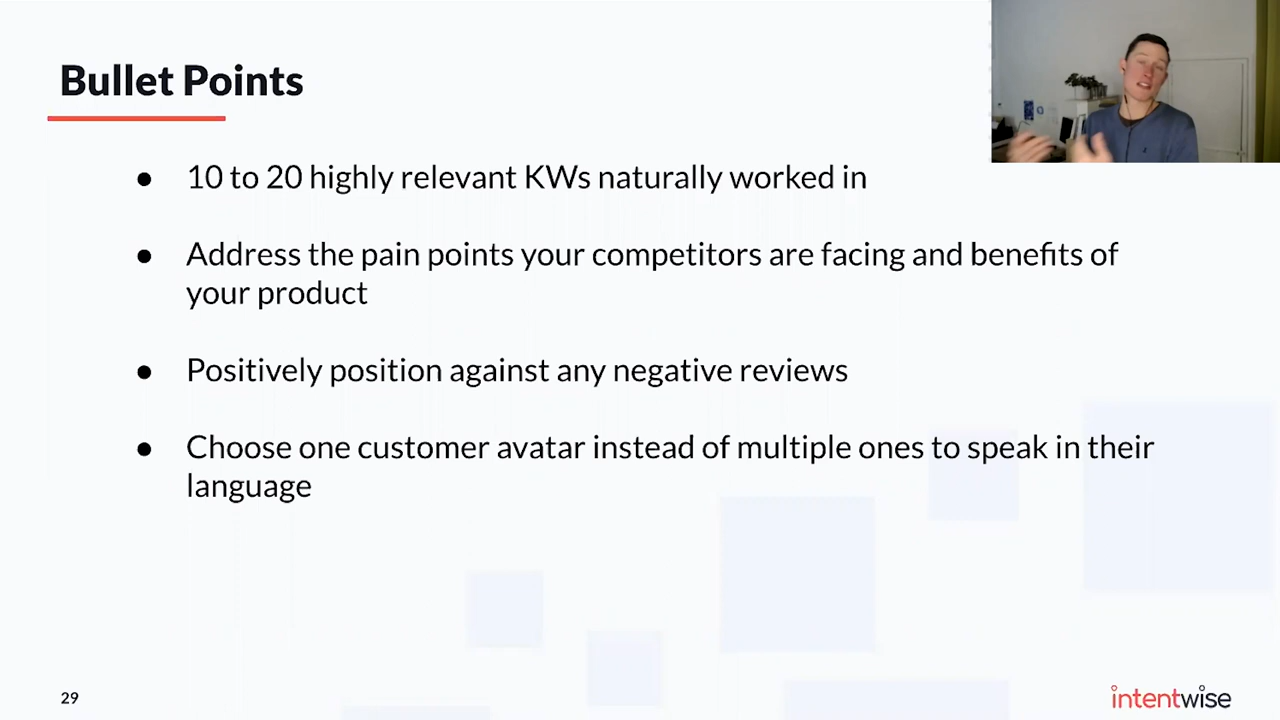 Bullet Points
● 10 to 20 highly relevant KWs naturally worked in
● Address the pain points your competitors are facing and benefits of
your product
● Positively position against any negative reviews
● Choose one customer avatar instead of multiple ones to speak in their
language
29
intentwise